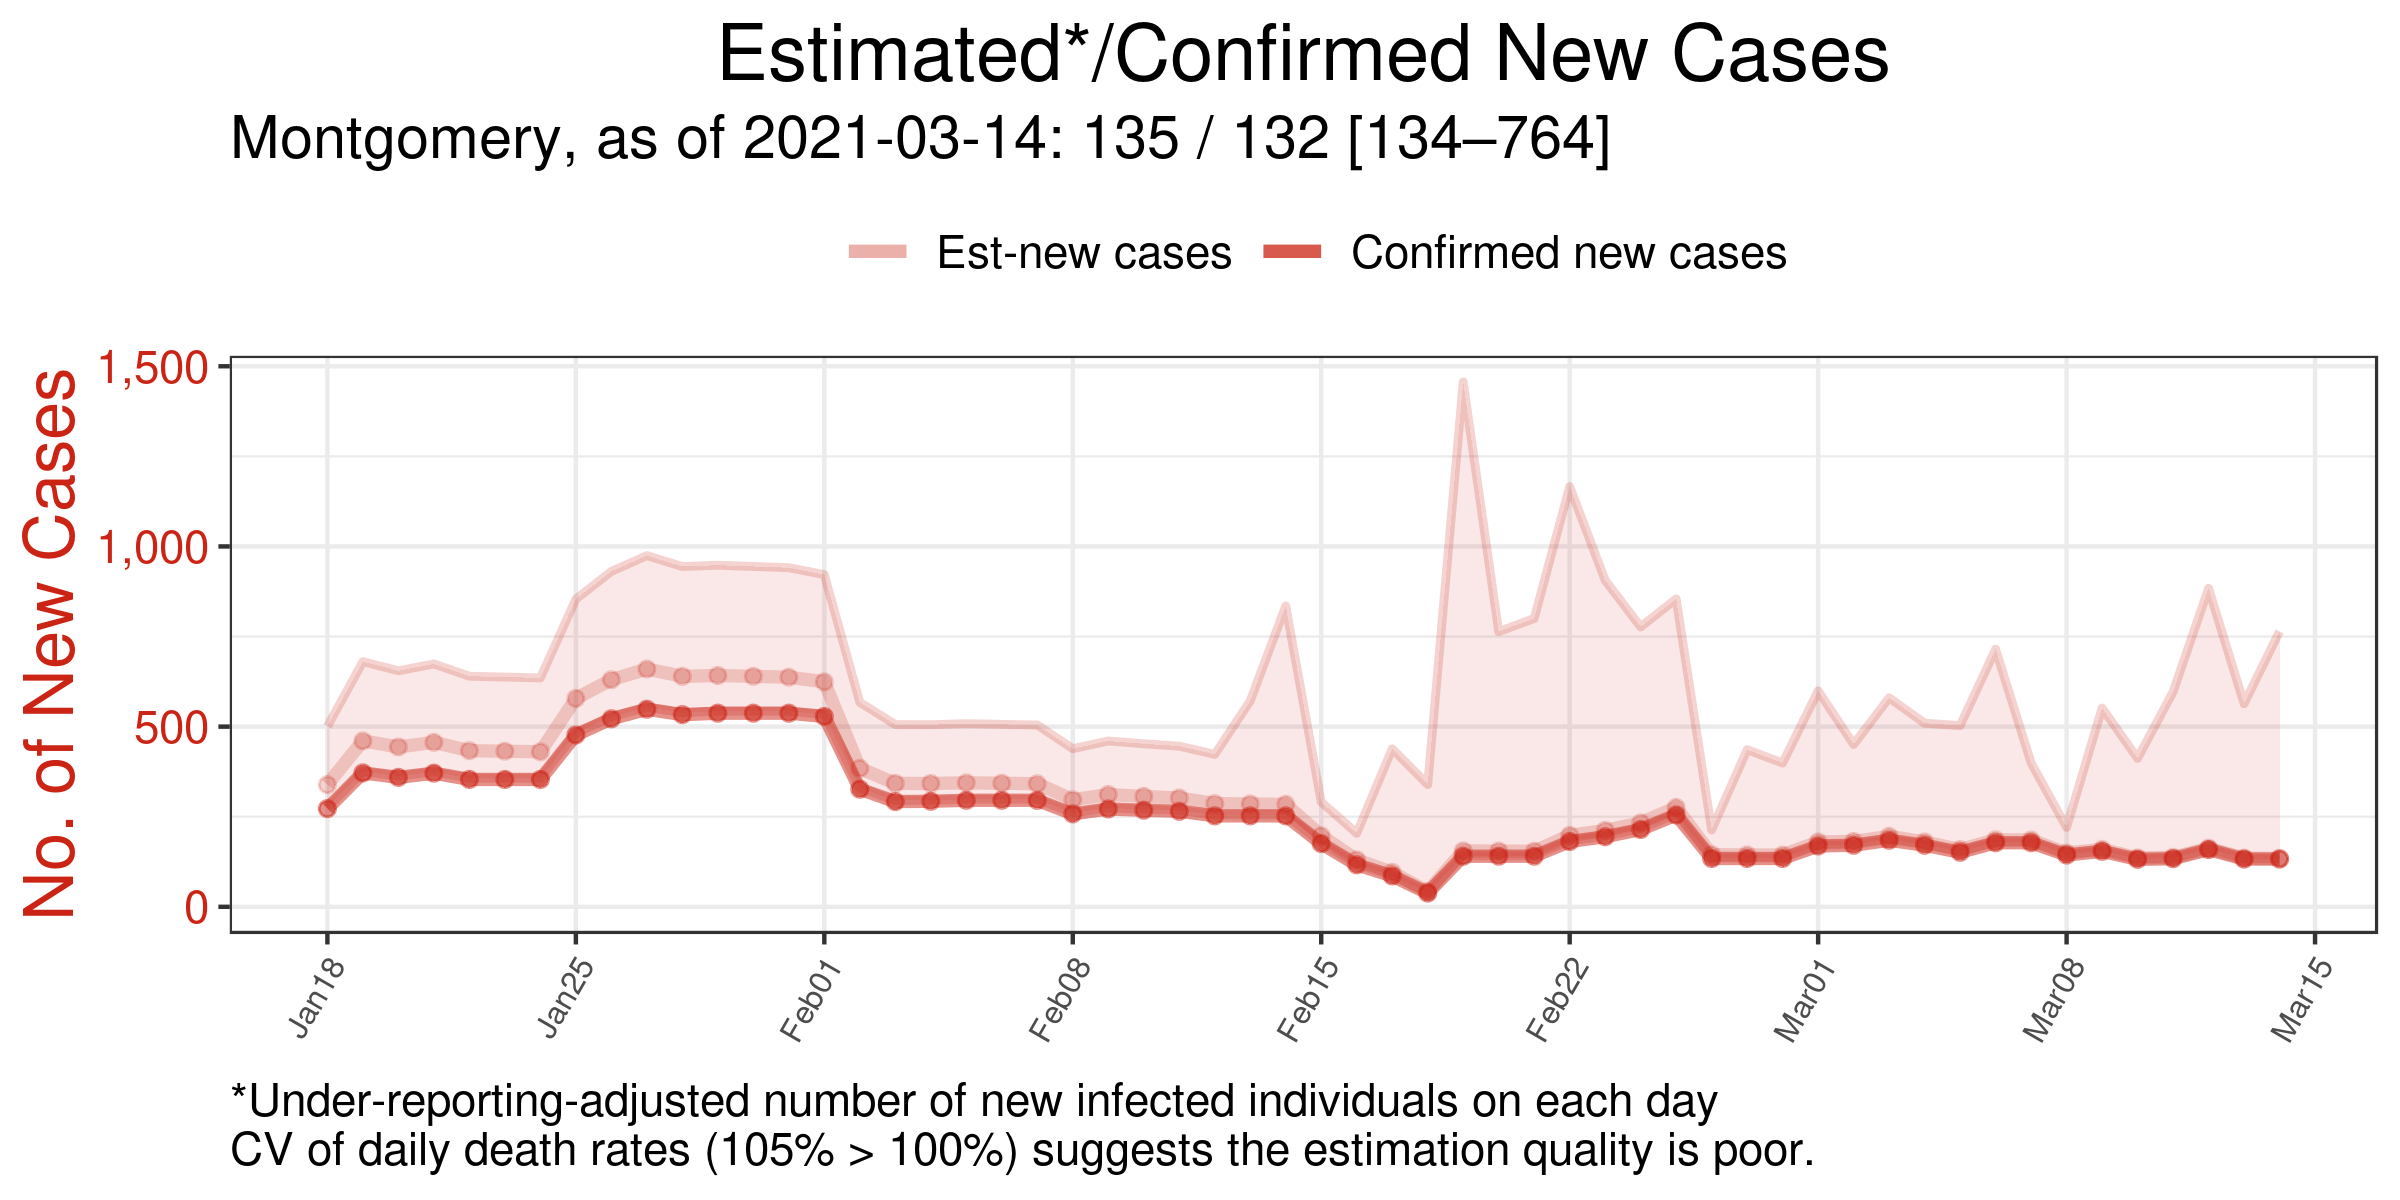 Estimated*/Confirmed New Cases
Montgomery, as of 2021-03-14: 135 / 132 [134–764]
Est-new cases Confirmed new cases
No. of New Cases
1,500
1,000
500
0
Jan18 Jan25 Feb01 Feb08 Feb15 Feb22 Mar01 Mar08 Mar15
*Under-reporting-adjusted number of new infected individuals on each day
CV of daily death rates (105% > 100%) suggests the estimation quality is poor.